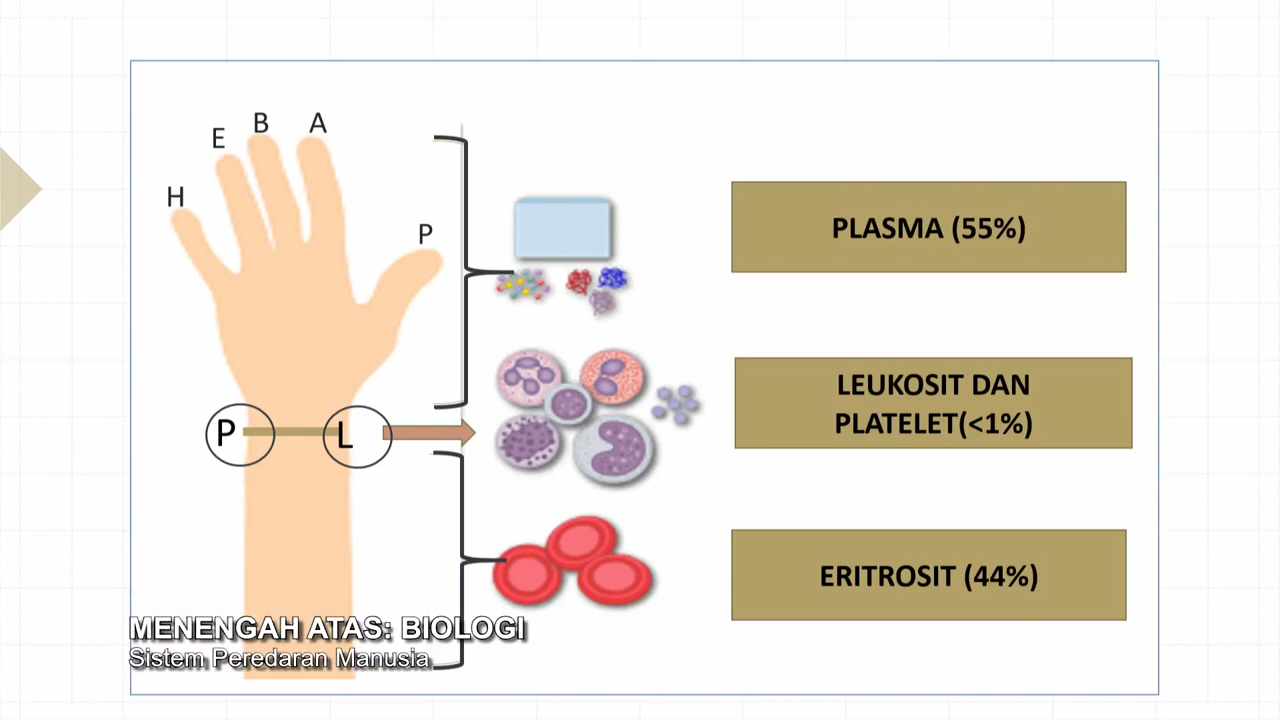 H
E
B
A
P
P
L
PLASMA (55%)
LEUKOSIT DAN
PLATELET(<1%)
ERITROSIT (44%)
MENENGAH ATAS: BIOLOGI
Sistem Peredaran Manusia